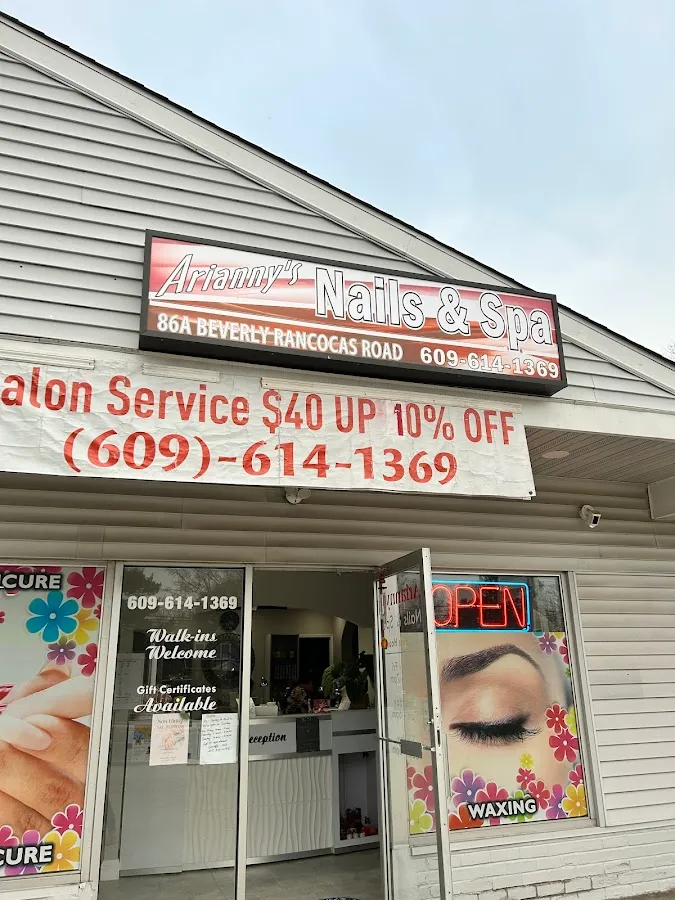 Arianny's Nails & Spa
86A BEVERLY RANCOCAS ROAD 609-614-1369
alon Service $40 UP 10% OFF
(609)-614-1369
CURE
609-614-1369
Walk-ins
Welcome
Gift Certificates
Available
eception
OPEN
WAXING
CURE